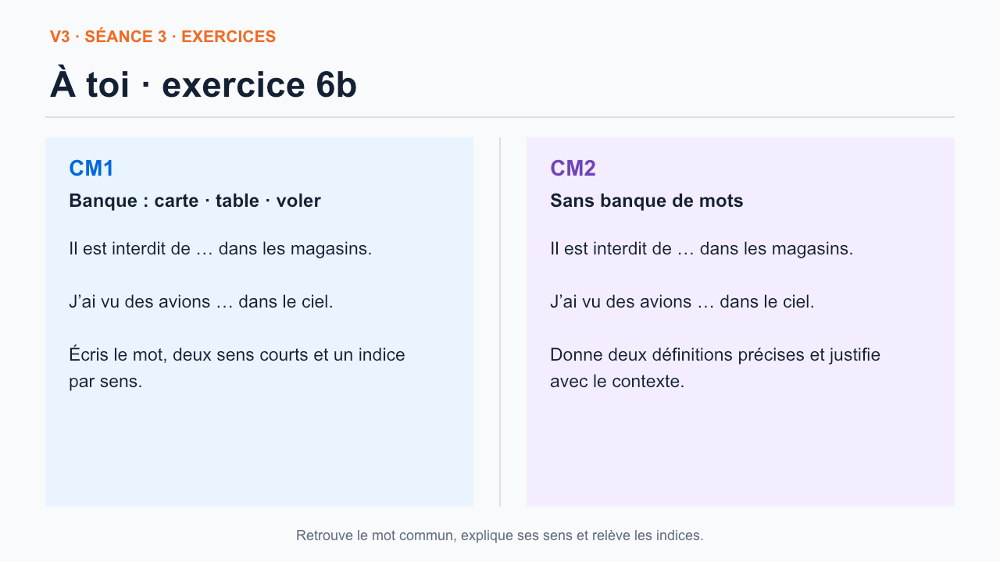 V3 · SÉANCE 3 · EXERCICES
À toi · exercice 6b
CM1
Banque : carte · table · voler
Il est interdit de … dans les magasins.
J’ai vu des avions … dans le ciel.
Écris le mot, deux sens courts et un indice
par sens.
CM2
Sans banque de mots
Il est interdit de … dans les magasins.
J’ai vu des avions … dans le ciel.
Donne deux définitions précises et justifie
avec le contexte.
Retrouve le mot commun, explique ses sens et relève les indices.